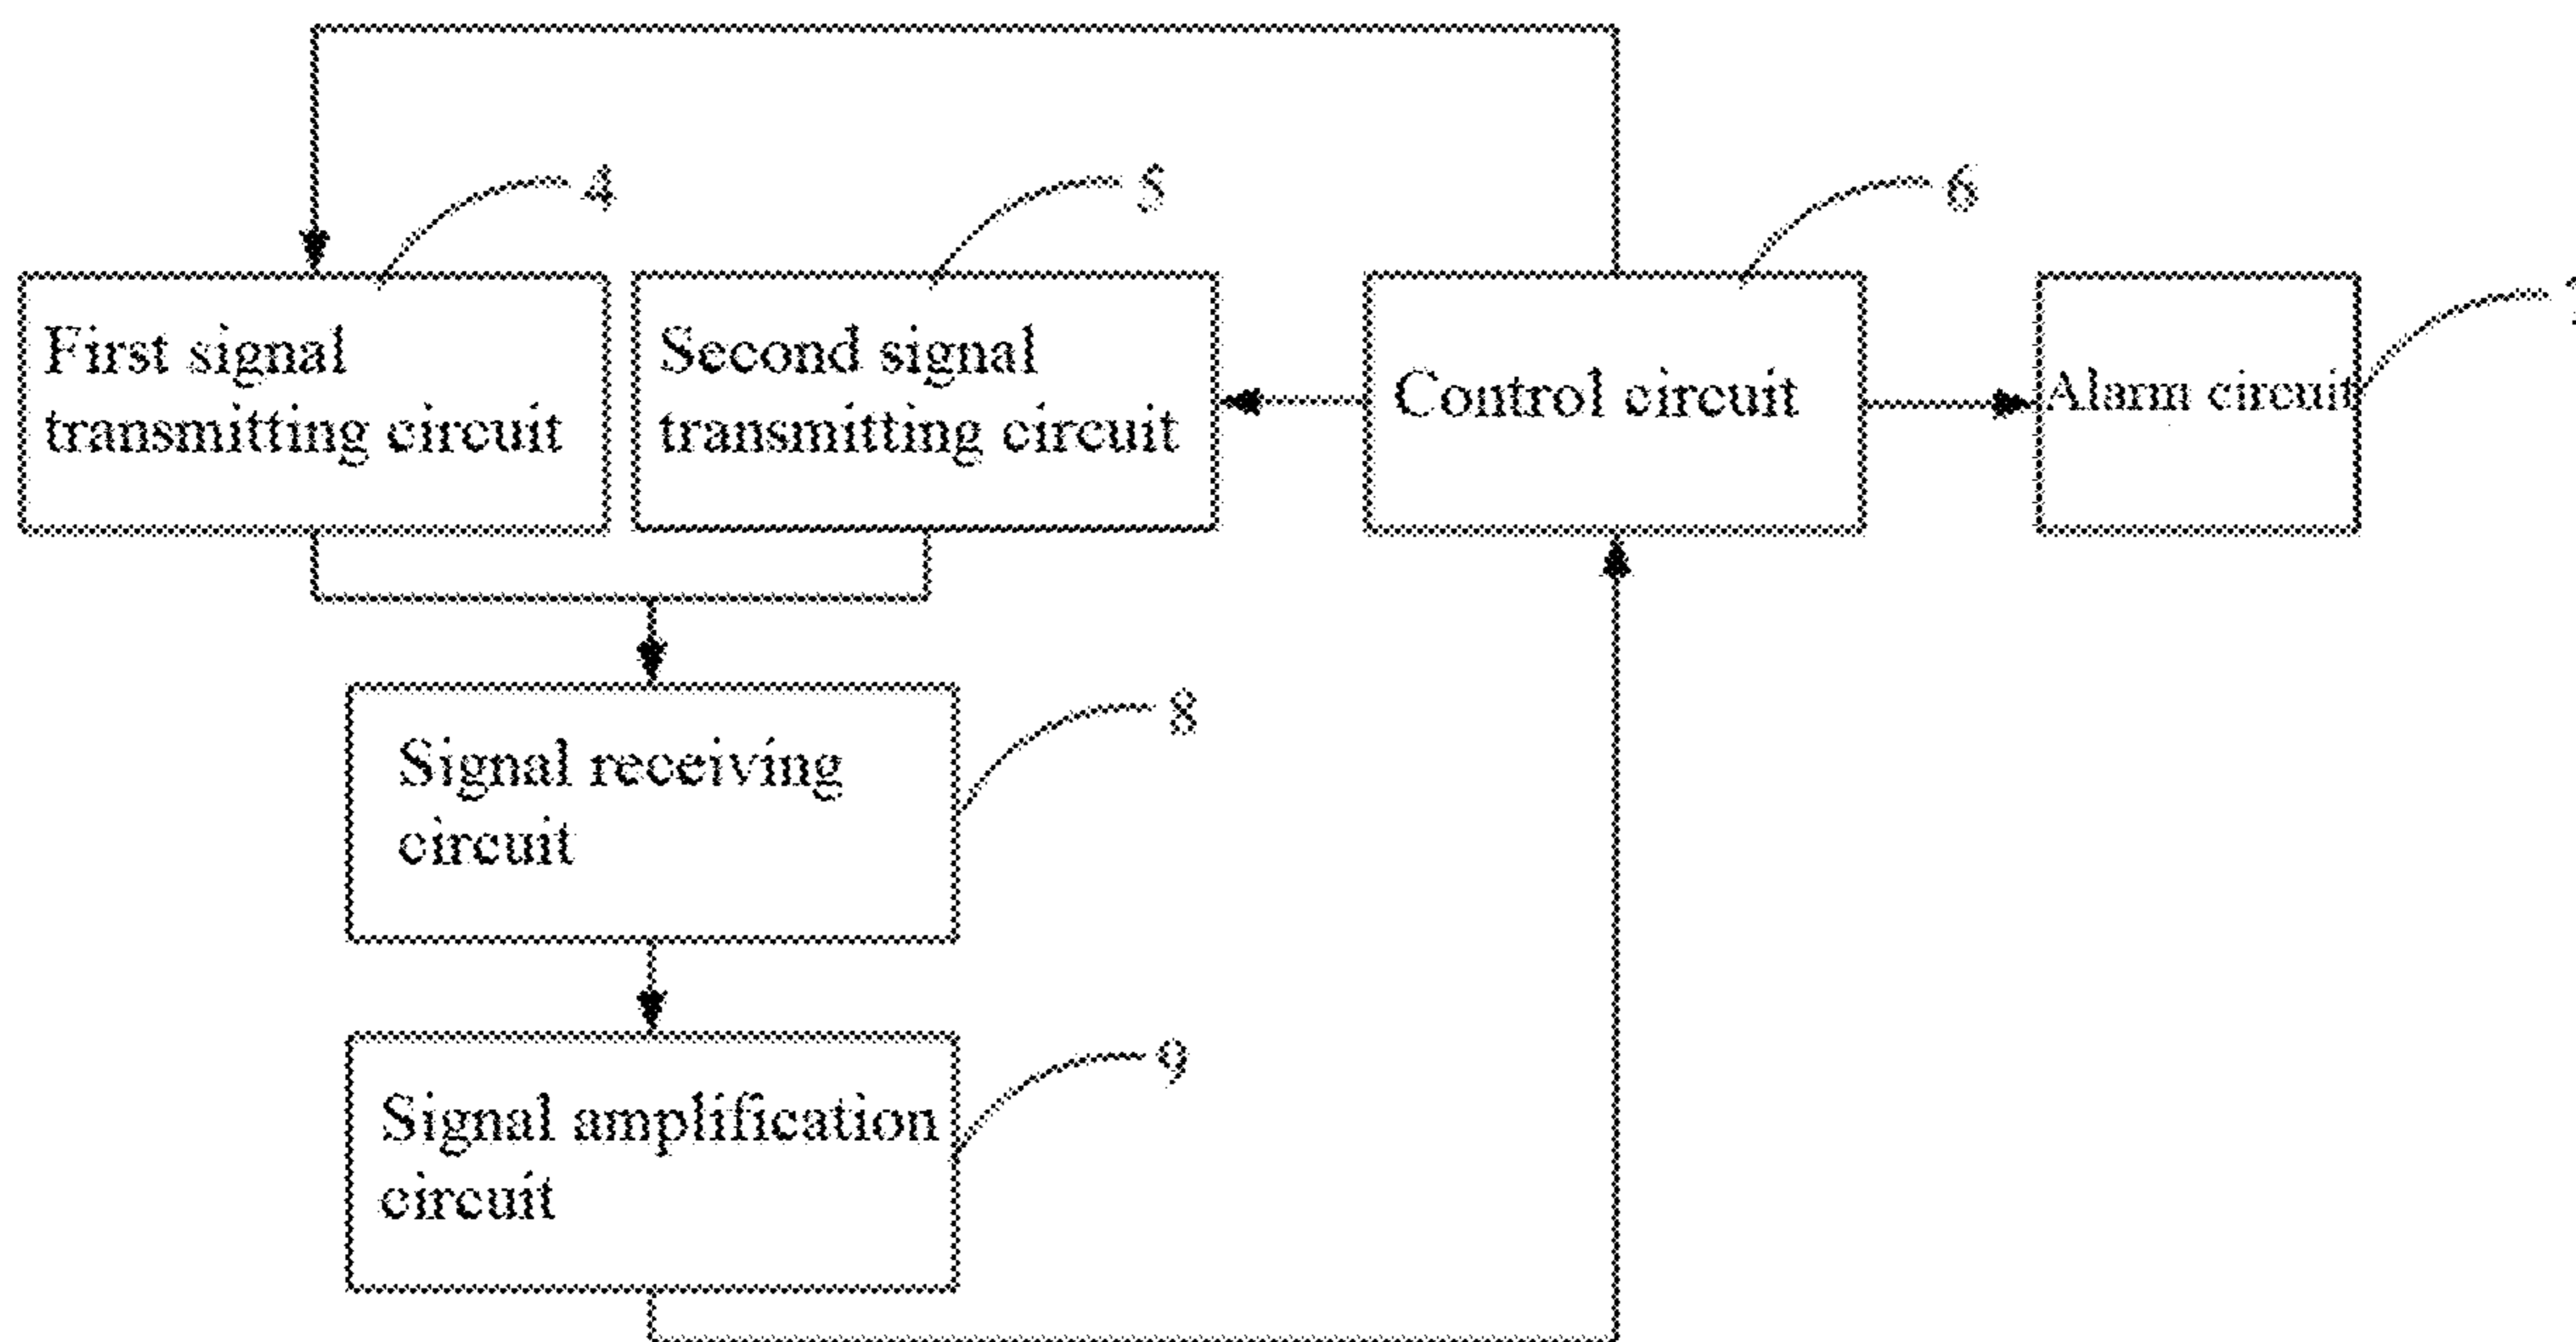 4
5
6
First signal
transmitting circuit
Second signal
transmitting circuit
Control circuit
Alarm circuit
8
Signal receiving
circuit
9
Signal amplification
circuit